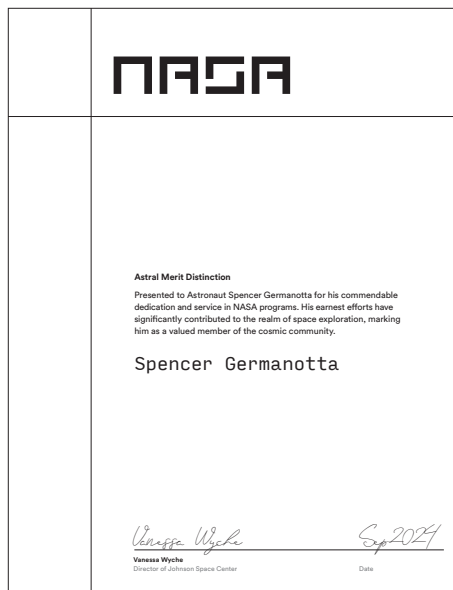 NASA
Astral Merit Distinction
Presented to Astronaut Spencer Germanotta for his commendable
dedication and service in NASA programs. His earnest efforts have
significantly contributed to the realm of space exploration, marking
him as a valued member of the cosmic community.
Spencer Germanotta
Vanessa Wyche Sep2024
Vanessa Wyche
Director of Johnson Space Center Date